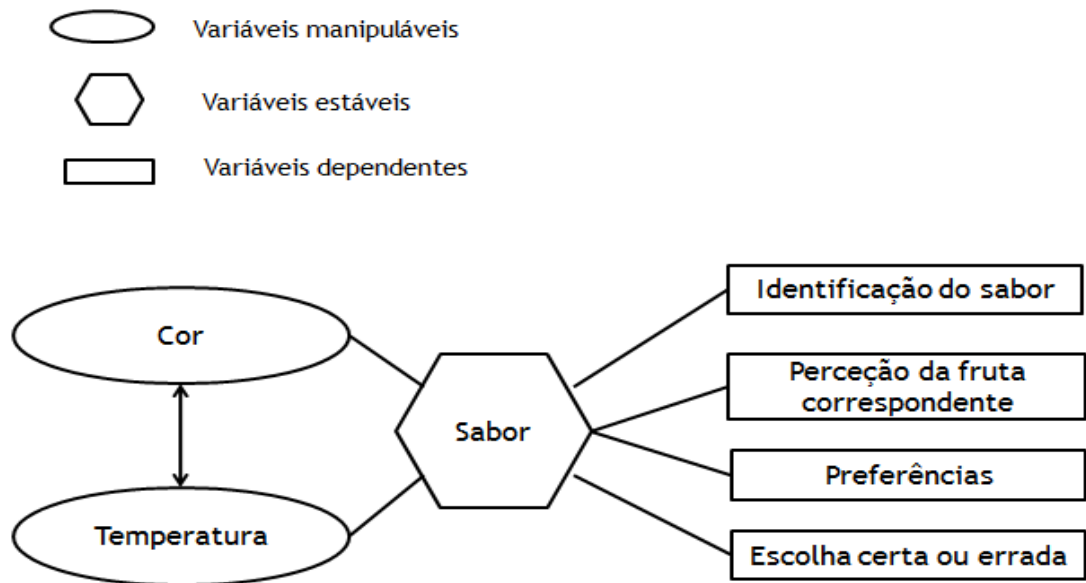 Variáveis manipuláveis
Variáveis estáveis
Variáveis dependentes
Cor
Temperatura
Sabor
Identificação do sabor
Perceção da fruta
correspondente
Preferências
Escolha certa ou errada